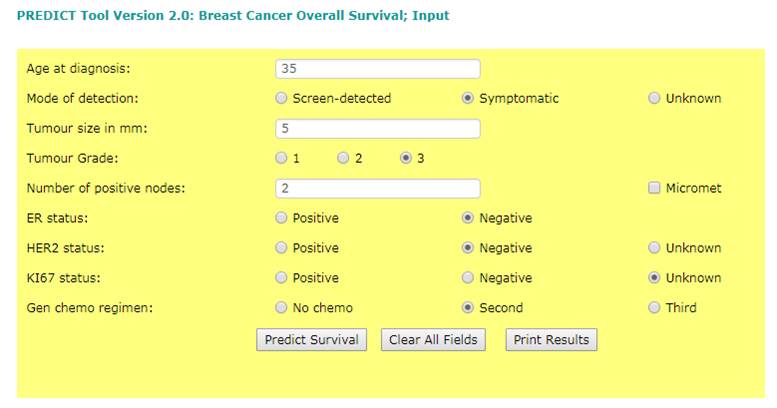 PREDICT Tool Version 2.0: Breast Cancer Overall Survival; Input
Age at diagnosis: 35
Mode of detection: Screen-detected Symptomatic Unknown
Tumour size in mm: 5
Tumour Grade: 1 2 3
Number of positive nodes: 2 Micromet
ER status: Positive Negative
HER2 status: Positive Negative Unknown
KI67 status: Positive Negative Unknown
Gen chemo regimen: No chemo Second Third
Predict Survival Clear All Fields Print Results